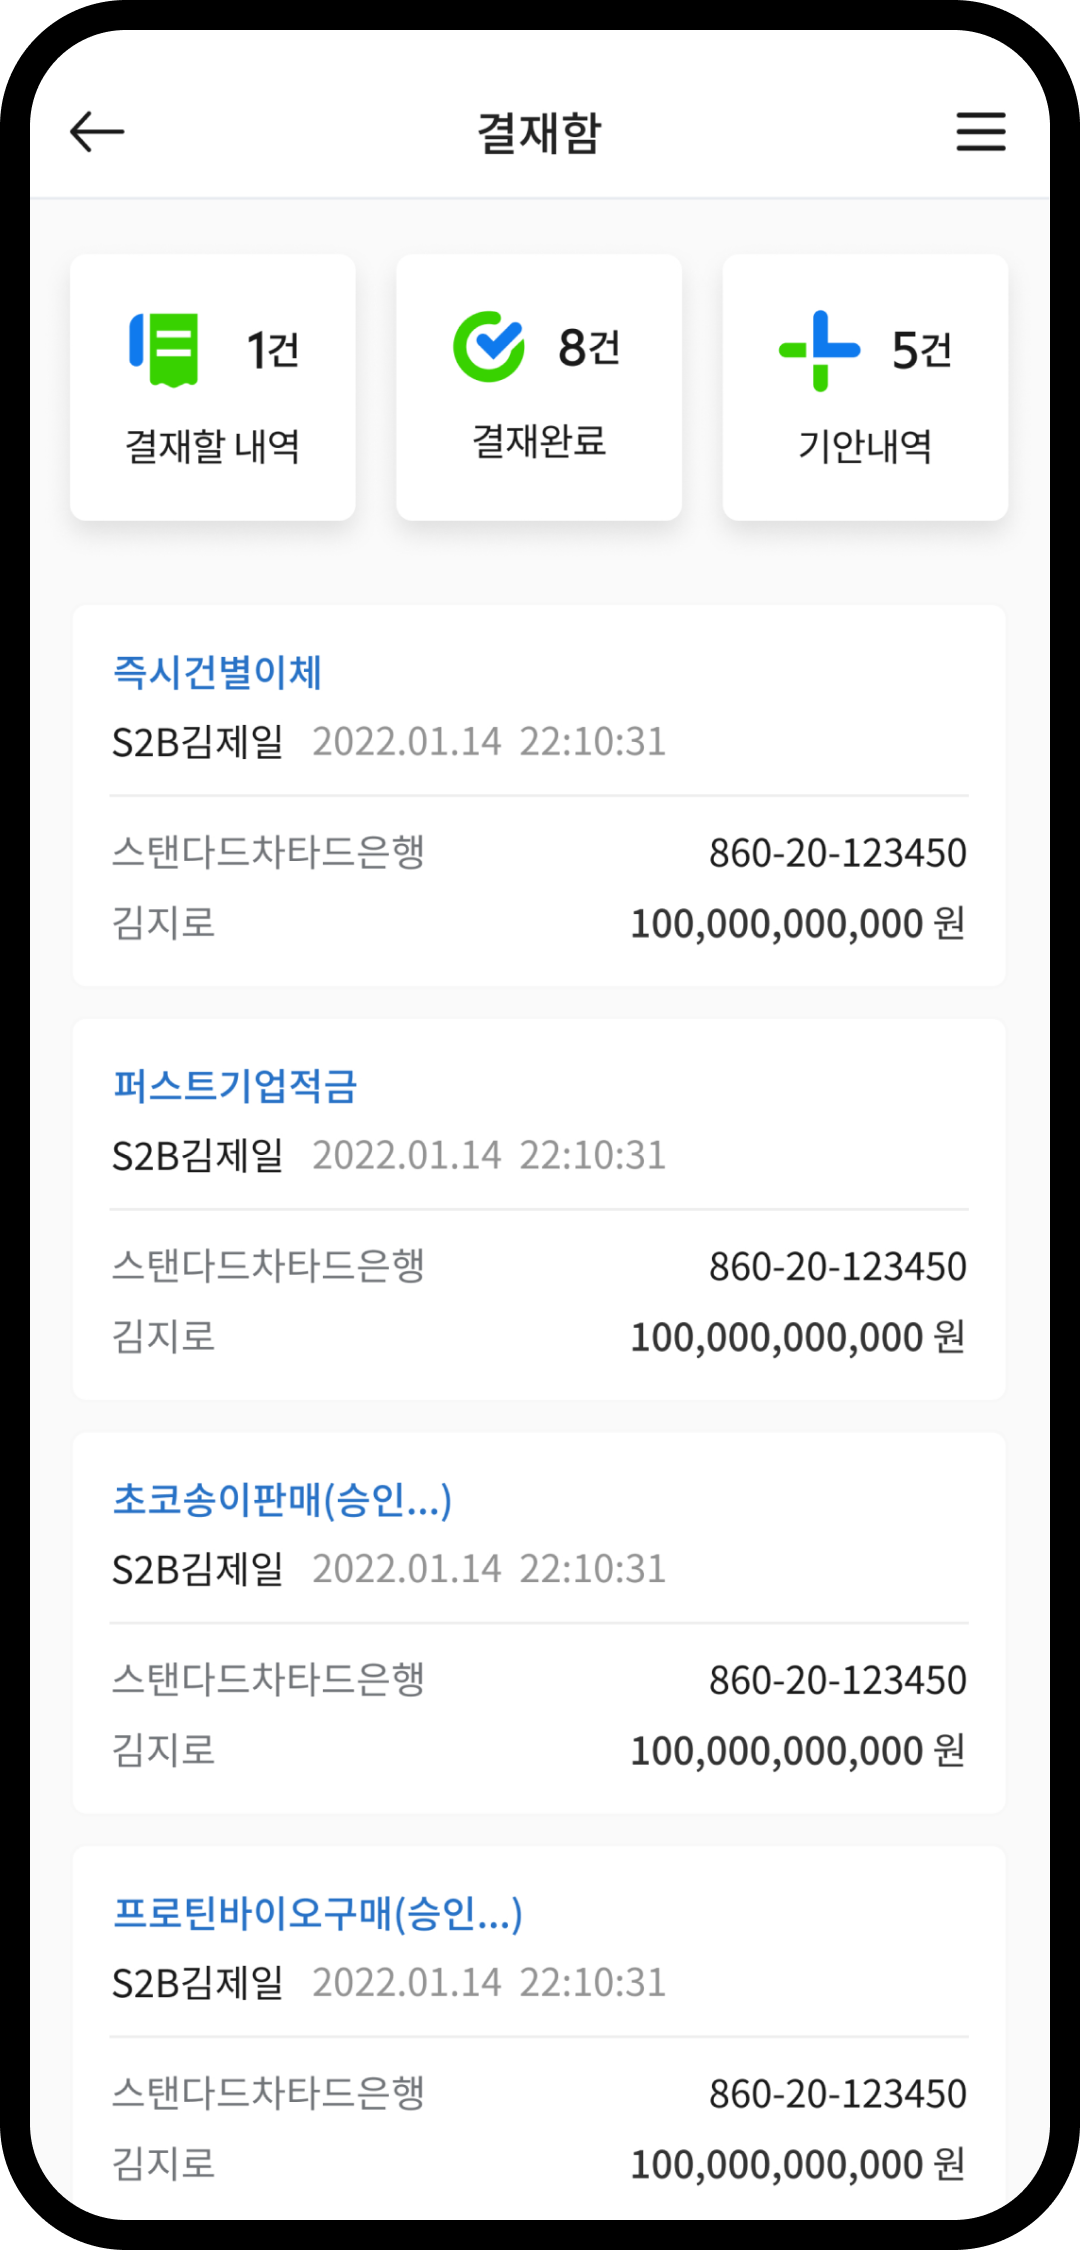 결재함
1건
결재할 내역
8건
결재완료
5건
기안내역
즉시건별이체
S2B김제일 2022.01.14 22:10:31
스탠다드차타드은행 860-20-123450
김지로 100,000,000,000 원
퍼스트기업적금
S2B김제일 2022.01.14 22:10:31
스탠다드차타드은행 860-20-123450
김지로 100,000,000,000 원
초코송이판매(승인...)
S2B김제일 2022.01.14 22:10:31
스탠다드차타드은행 860-20-123450
김지로 100,000,000,000 원
프로틴바이오구매(승인...)
S2B김제일 2022.01.14 22:10:31
스탠다드차타드은행 860-20-123450
김지로 100,000,000,000 원